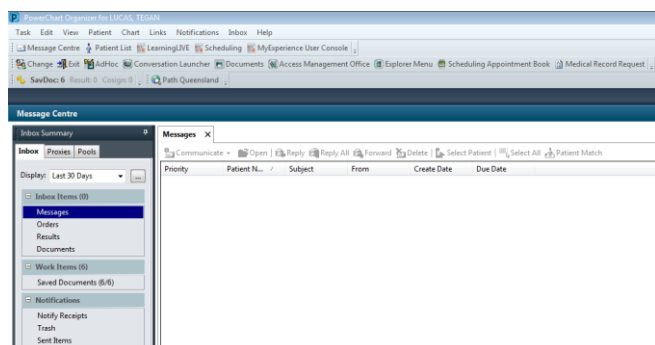 PowerChart Organizer for LUCAS, TEGAN
Task Edit View Patient Chart Links Notifications Inbox Help
Message Centre Patient List LearningLIVE Scheduling MyExperience User Console
Change Exit AdHoc Conversation Launcher Documents Access Management Office Explorer Menu Scheduling Appointment Book Medical Record Request
SavDoc: 6 Result: 0 Cosign: 0 Path Queensland
Message Centre
Inbox Summary
Messages ×
Inbox Proxies Pools
Communicate Open Reply Reply All Forward Delete Select Patient Select All Patient Match
Display: Last 30 Days ...
Priority Patient N... Subject From Create Date Due Date
Inbox Items (0)
Messages
Orders
Results
Documents
Work Items (6)
Saved Documents (6/6)
Notifications
Notify Receipts
Trash
Sent Items